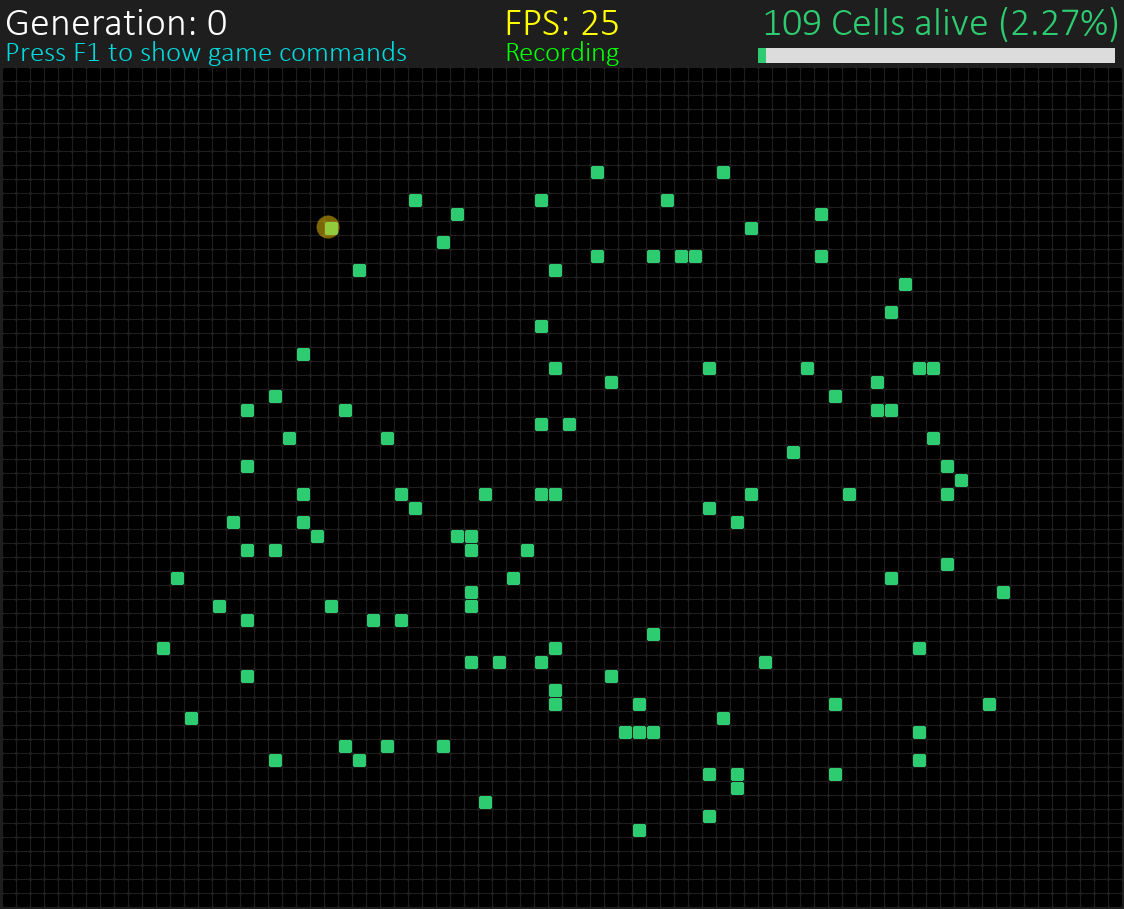 Generation: 0
FPS: 25
109 Cells alive (2.27%)
Press F1 to show game commands
Recording